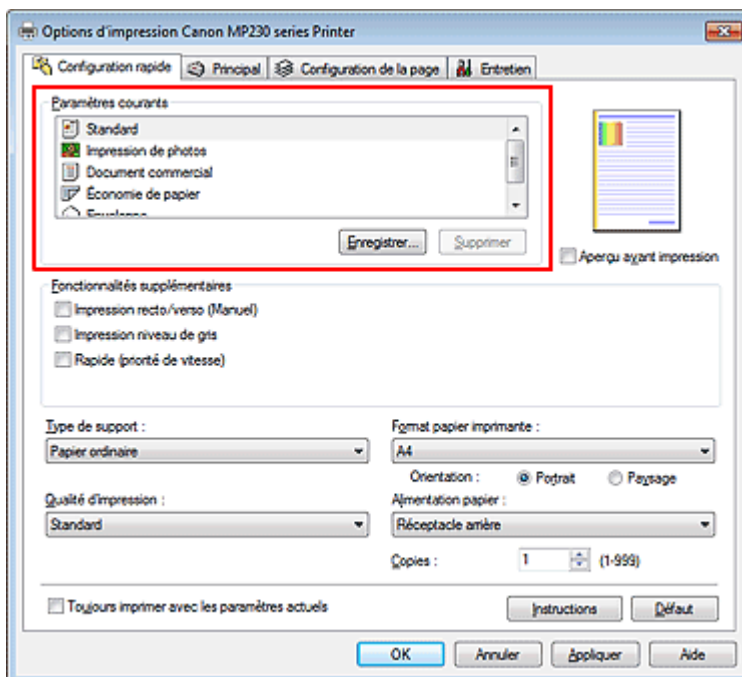 Options d'impression Canon MP230 series Printer
Configuration rapide Principal Configuration de la page Entretien
Paramètres courants
Standard
Impression de photos
Document commercial
Économie de papier
Enregistrer... Supprimer
Aperçu avant impression
Fonctionnalités supplémentaires
Impression recto/verso (Manuel)
Impression niveau de gris
Rapide (priorité de vitesse)
Type de support :
Papier ordinaire
Format papier imprimante :
A4
Orientation : Portrait Paysage
Qualité d'impression :
Standard
Alimentation papier :
Réceptacle arrière
Copies : 1 (1-999)
Toujours imprimer avec les paramètres actuels
Instructions Défaut
OK Annuler Appliquer Aide